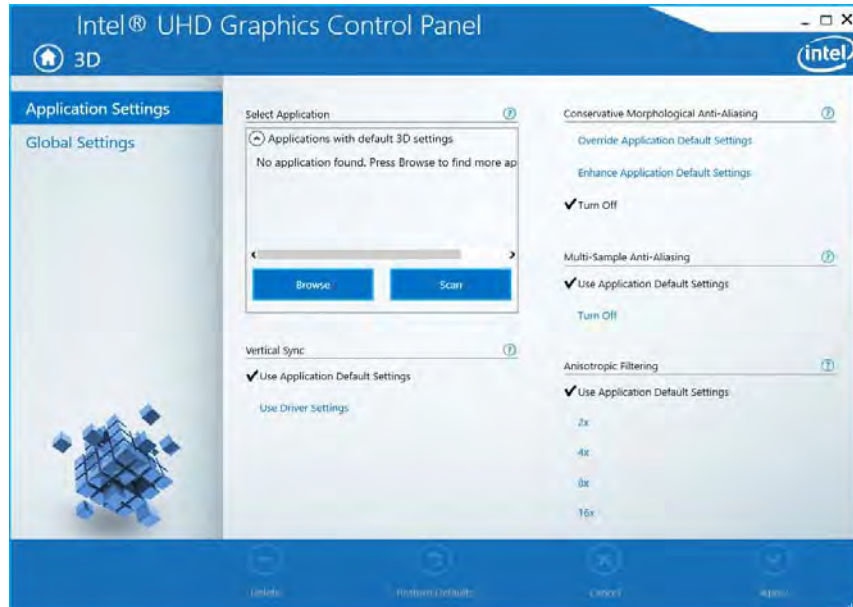 Intel® UHD Graphics Control Panel
3D
intel
Application Settings
Global Settings
Select Application
Applications with default 3D settings
No application found. Press Browse to find more ap
Browse
Scan
Vertical Sync
Use Application Default Settings
Use Driver Settings
Conservative Morphological Anti-Aliasing
Override Application Default Settings
Enhance Application Default Settings
Turn Off
Multi-Sample Anti-Aliasing
Use Application Default Settings
Turn Off
Anisotropic Filtering
Use Application Default Settings
2x
4x
8x
16x
Delete
Restore Defaults
Cancel
Apply